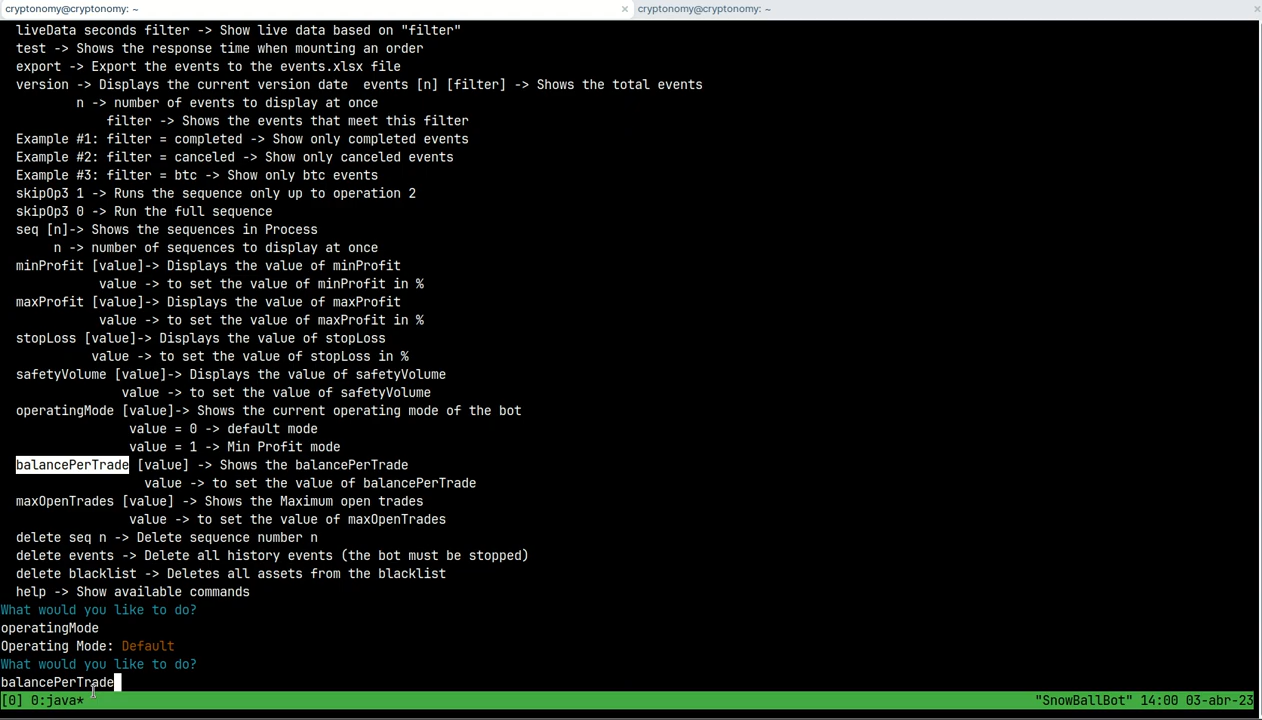 cryptonomy@cryptonomy: ~ × cryptonomy@cryptonomy: ~ ×
liveData seconds filter -> Show live data based on "filter"
test -> Shows the response time when mounting an order
export -> Export the events to the events.xlsx file
version -> Displays the current version date  events [n] [filter] -> Shows the total events
n -> number of events to display at once
filter -> Shows the events that meet this filter
Example #1: filter = completed -> Show only completed events
Example #2: filter = canceled -> Show only canceled events
Example #3: filter = btc -> Show only btc events
skipOp3 1 -> Runs the sequence only up to operation 2
skipOp3 0 -> Run the full sequence
seq [n]-> Shows the sequences in Process
n -> number of sequences to display at once
minProfit [value]-> Displays the value of minProfit
value -> to set the value of minProfit in %
maxProfit [value]-> Displays the value of maxProfit
value -> to set the value of maxProfit in %
stopLoss [value]-> Displays the value of stopLoss
value -> to set the value of stopLoss in %
safetyVolume [value]-> Displays the value of safetyVolume
value -> to set the value of safetyVolume
operatingMode [value]-> Shows the current operating mode of the bot
value = 0 -> default mode
value = 1 -> Min Profit mode
balancePerTrade [value] -> Shows the balancePerTrade
value -> to set the value of balancePerTrade
maxOpenTrades [value] -> Shows the Maximum open trades
value -> to set the value of maxOpenTrades
delete seq n -> Delete sequence number n
delete events -> Delete all history events (the bot must be stopped)
delete blacklist -> Deletes all assets from the blacklist
help -> Show available commands
What would you like to do?
operatingMode
Operating Mode: Default
What would you like to do?
balancePerTrade
[0] 0:java* "SnowBallBot" 14:00 03-abr-23